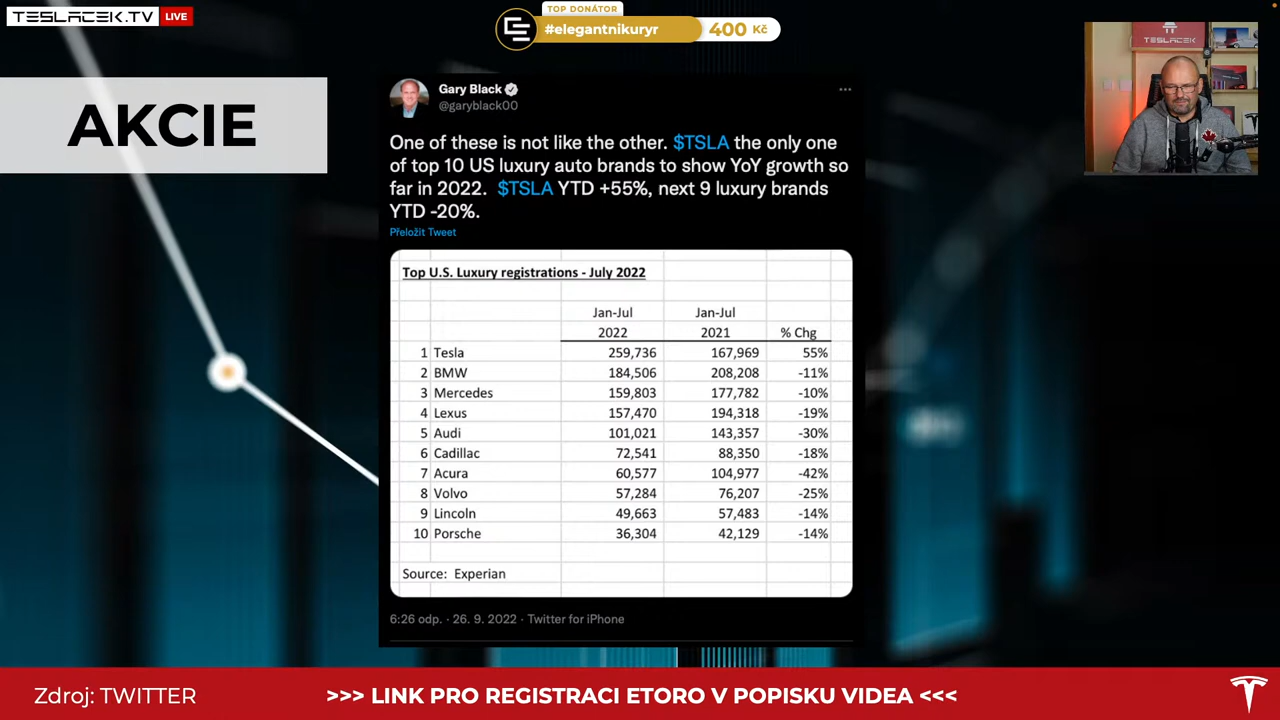 TESLACEK.TV LIVE
TOP DONÁTOR
#elegantnikuryr 400 Kč
AKCIE
Gary Black
@garyblack00
One of these is not like the other. $TSLA the only one
of top 10 US luxury auto brands to show YoY growth so
far in 2022. $TSLA YTD +55%, next 9 luxury brands
YTD -20%.
Přeložit Tweet
Top U.S. Luxury registrations - July 2022
Jan-Jul Jan-Jul
2022 2021 % Chg
1 Tesla 259,736 167,969 55%
2 BMW 184,506 208,208 -11%
3 Mercedes 159,803 177,782 -10%
4 Lexus 157,470 194,318 -19%
5 Audi 101,021 143,357 -30%
6 Cadillac 72,541 88,350 -18%
7 Acura 60,577 104,977 -42%
8 Volvo 57,284 76,207 -25%
9 Lincoln 49,663 57,483 -14%
10 Porsche 36,304 42,129 -14%
Source: Experian
6:26 odp. · 26. 9. 2022 · Twitter for iPhone
Zdroj: TWITTER
>>> LINK PRO REGISTRACI ETORO V POPISKU VIDEA <<<